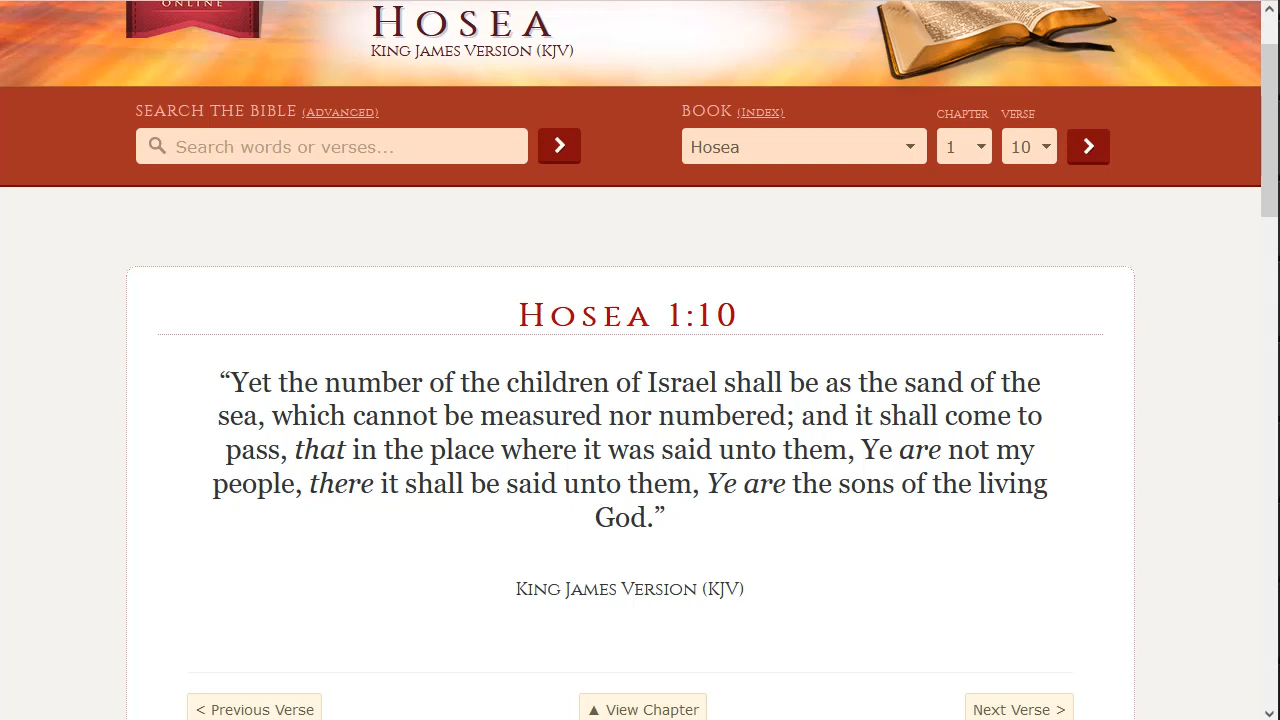 ONLINE
Hosea
King James Version (KJV)
SEARCH THE BIBLE (Advanced)
BOOK (Index)
CHAPTER
VERSE
Search words or verses...
Hosea
1
10
Hosea 1:10
“Yet the number of the children of Israel shall be as the sand of the
sea, which cannot be measured nor numbered; and it shall come to
pass, that in the place where it was said unto them, Ye are not my
people, there it shall be said unto them, Ye are the sons of the living
God.”
King James Version (KJV)
< Previous Verse
▲ View Chapter
Next Verse >